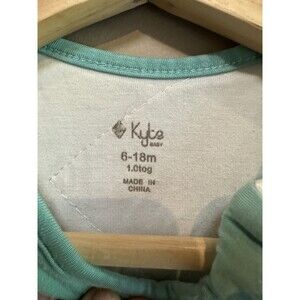 Kyte
BABY
6-18m
1.0tog
MADE IN
CHINA